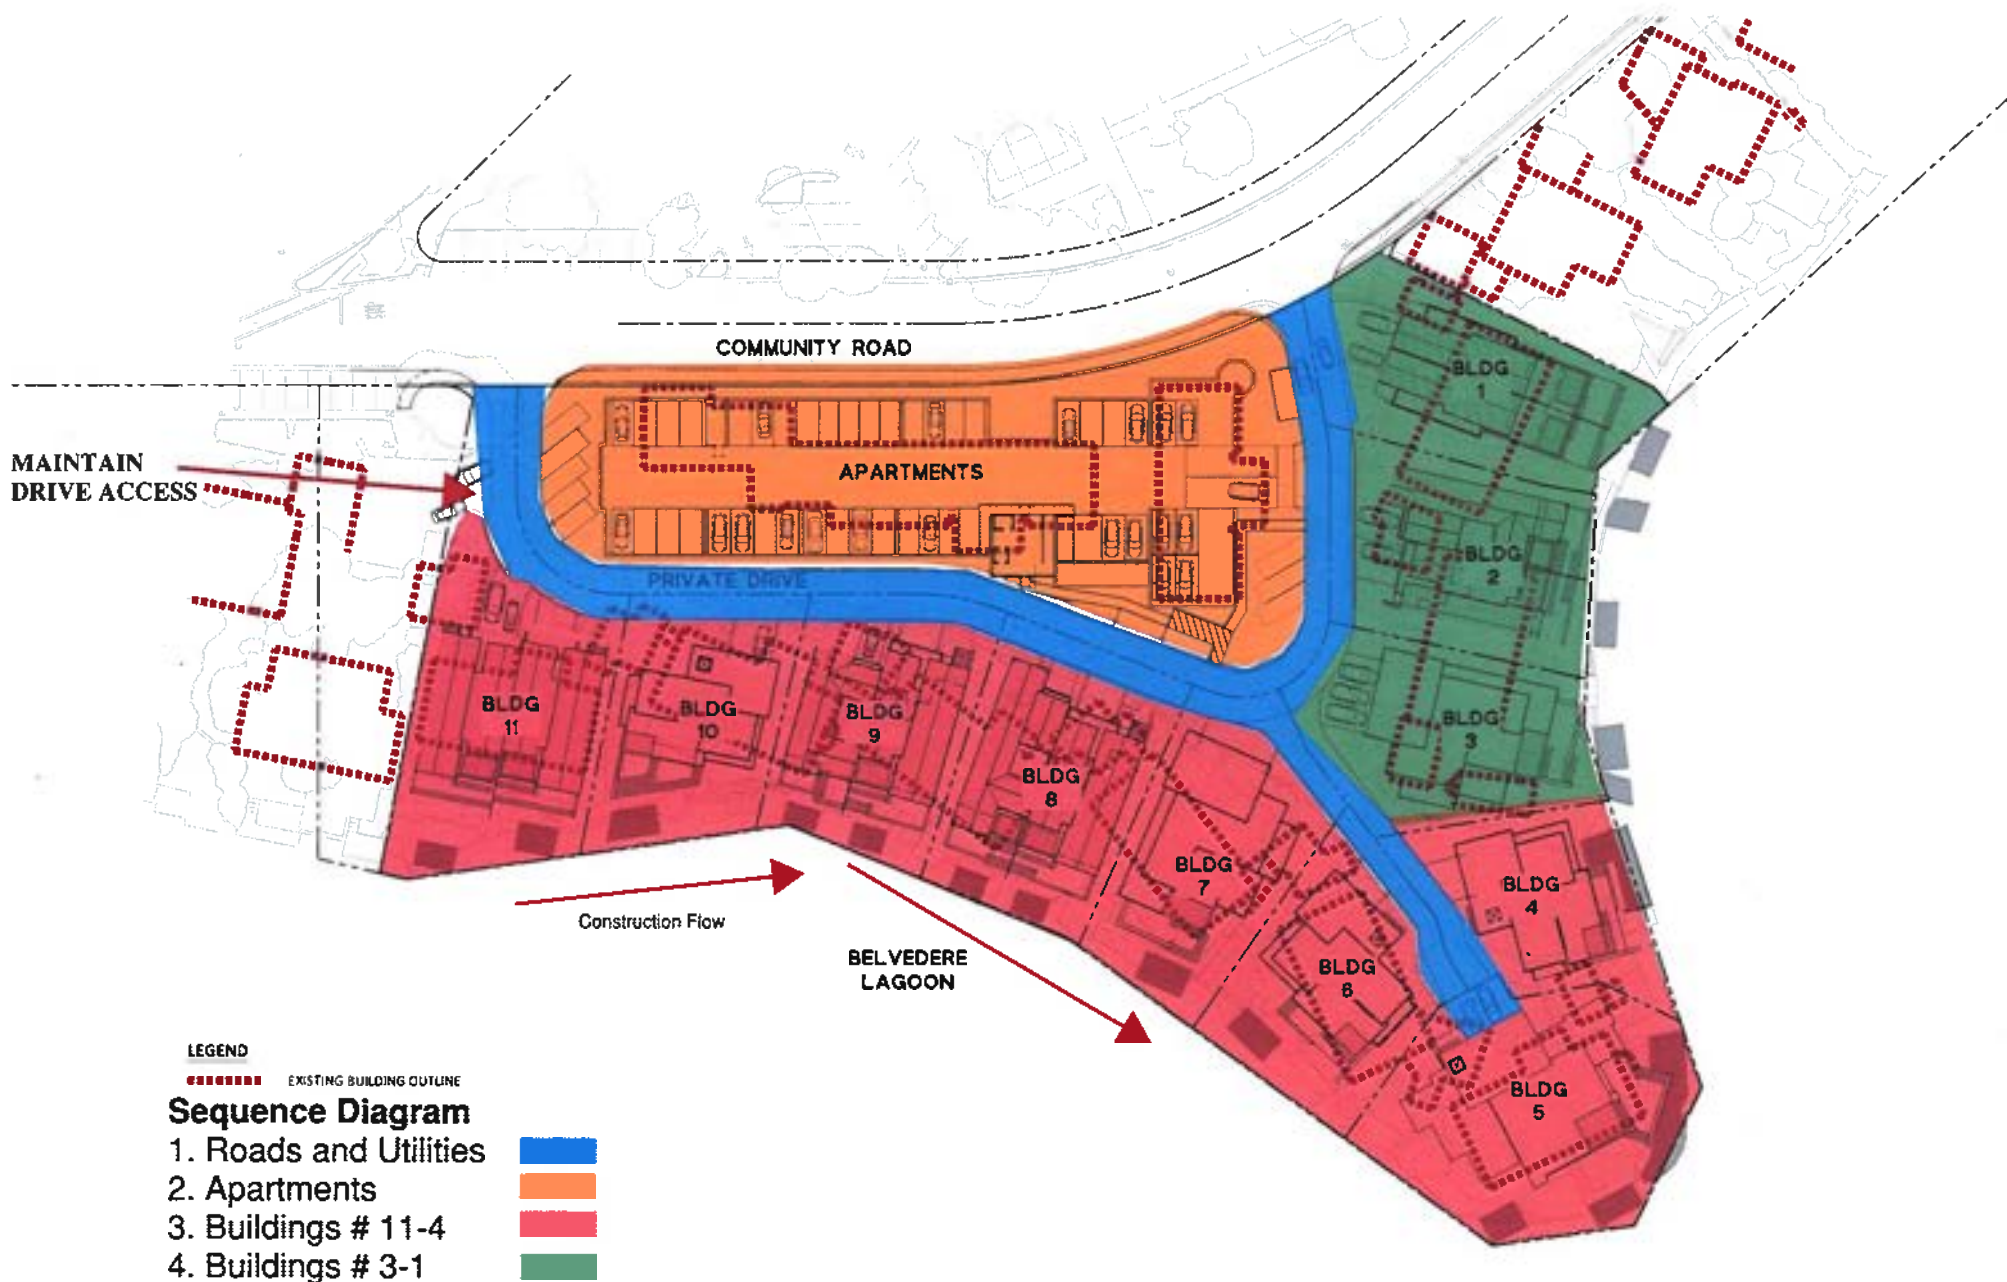 COMMUNITY ROAD
MAINTAIN
DRIVE ACCESS
APARTMENTS
PRIVATE DRIVE
BLDG
1
BLDG
2
BLDG
3
BLDG
11
BLDG
10
BLDG
9
BLDG
8
BLDG
7
BLDG
6
BLDG
4
BLDG
5
Construction Flow
BELVEDERE
LAGOON
LEGEND
EXISTING BUILDING OUTLINE
Sequence Diagram
1. Roads and Utilities
2. Apartments
3. Buildings # 11-4
4. Buildings # 3-1